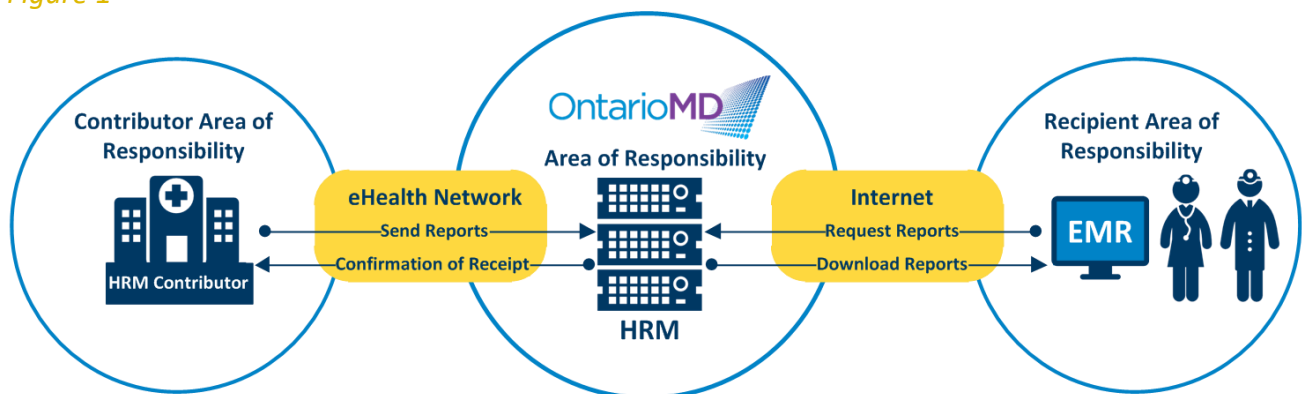 Figure 1
Contributor Area of
Responsibility
HRM Contributor
eHealth Network
Send Reports
Confirmation of Receipt
OntarioMD
Area of Responsibility
HRM
Internet
Request Reports
Download Reports
Recipient Area of
Responsibility
EMR